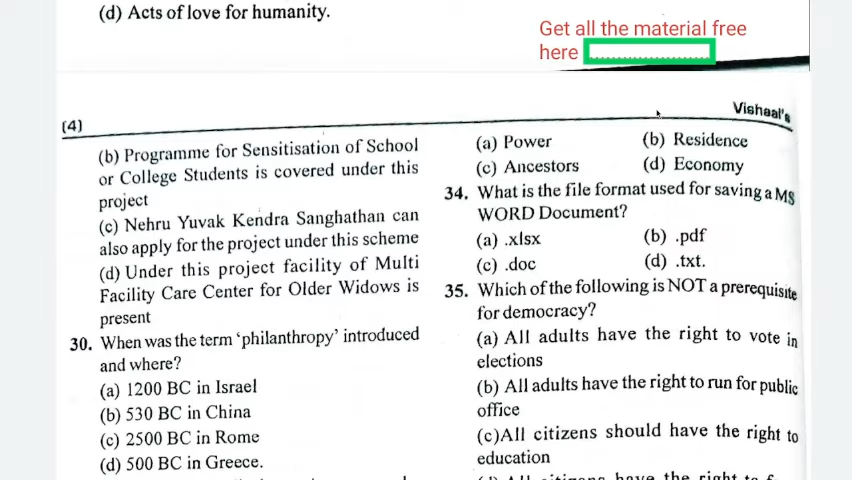 (d) Acts of love for humanity.
Get all the material free
here
Visheal's
(4)
(b) Programme for Sensitisation of School
or College Students is covered under this
project
(c) Nehru Yuvak Kendra Sanghathan can
also apply for the project under this scheme
(d) Under this project facility of Multi
Facility Care Center for Older Widows is
present
30. When was the term ‘philanthropy’ introduced
and where?
(a) 1200 BC in Israel
(b) 530 BC in China
(c) 2500 BC in Rome
(d) 500 BC in Greece.
(a) Power (b) Residence
(c) Ancestors (d) Economy
34. What is the file format used for saving a MS
WORD Document?
(a) .xlsx (b) .pdf
(c) .doc (d) .txt.
35. Which of the following is NOT a prerequisite
for democracy?
(a) All adults have the right to vote in
elections
(b) All adults have the right to run for public
office
(c)All citizens should have the right to
education
(d) All citizens have the right to